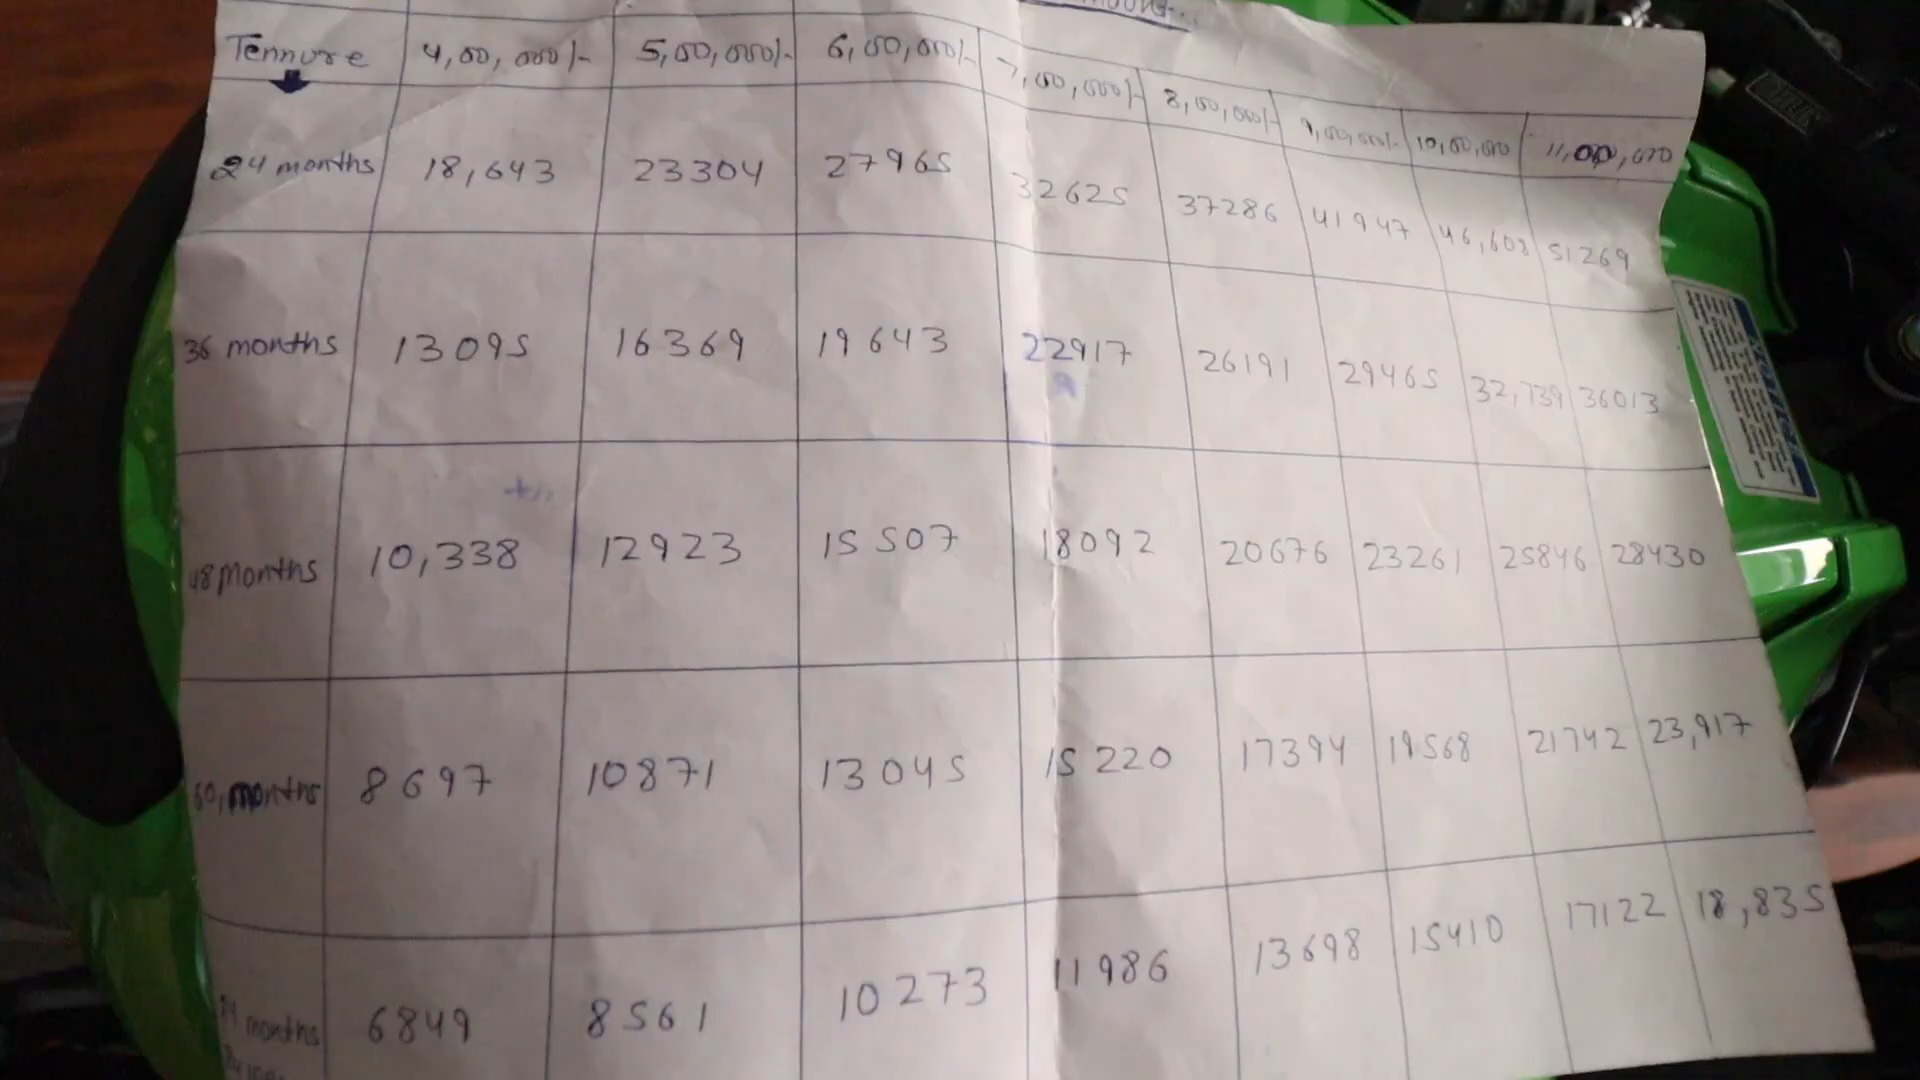 Tennure 4,00,000/- 5,00,000/- 6,00,000/- 7,00,000/- 8,00,000/- 9,00,000/- 10,00,000 11,00,000
24 months 18,643 23304 27965 32625 37286 41947 46,608 51269
36 months 13095 16369 19643 22917 26191 29465 32,739 36013
48 months 10,338 12923 15507 18092 20676 23261 25846 28430
60, months 8697 10871 13045 15220 17394 19568 21742 23,917
84 months 6849 8561 10273 11986 13698 15410 17122 18,835